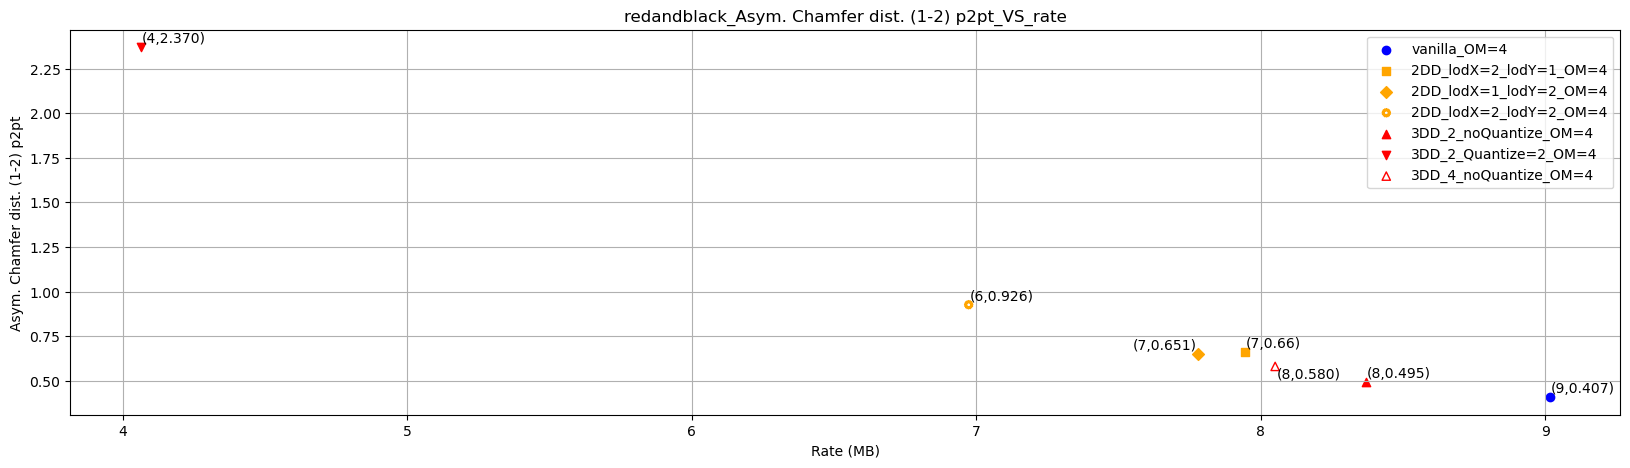 redandblack_Asym. Chamfer dist. (1-2) p2pt_VS_rate
(4,2.370)
vanilla_OM=4
2DD_lodX=2_lodY=1_OM=4
2DD_lodX=1_lodY=2_OM=4
2DD_lodX=2_lodY=2_OM=4
3DD_2_noQuantize_OM=4
3DD_2_Quantize=2_OM=4
3DD_4_noQuantize_OM=4
2.25
2.00
1.75
1.50
1.25
1.00
0.75
0.50
Asym. Chamfer dist. (1-2) p2pt
(6,0.926)
(7,0.651)
(7,0.66)
(8,0.580)
(8,0.495)
(9,0.407)
4 5 6 7 8 9
Rate (MB)